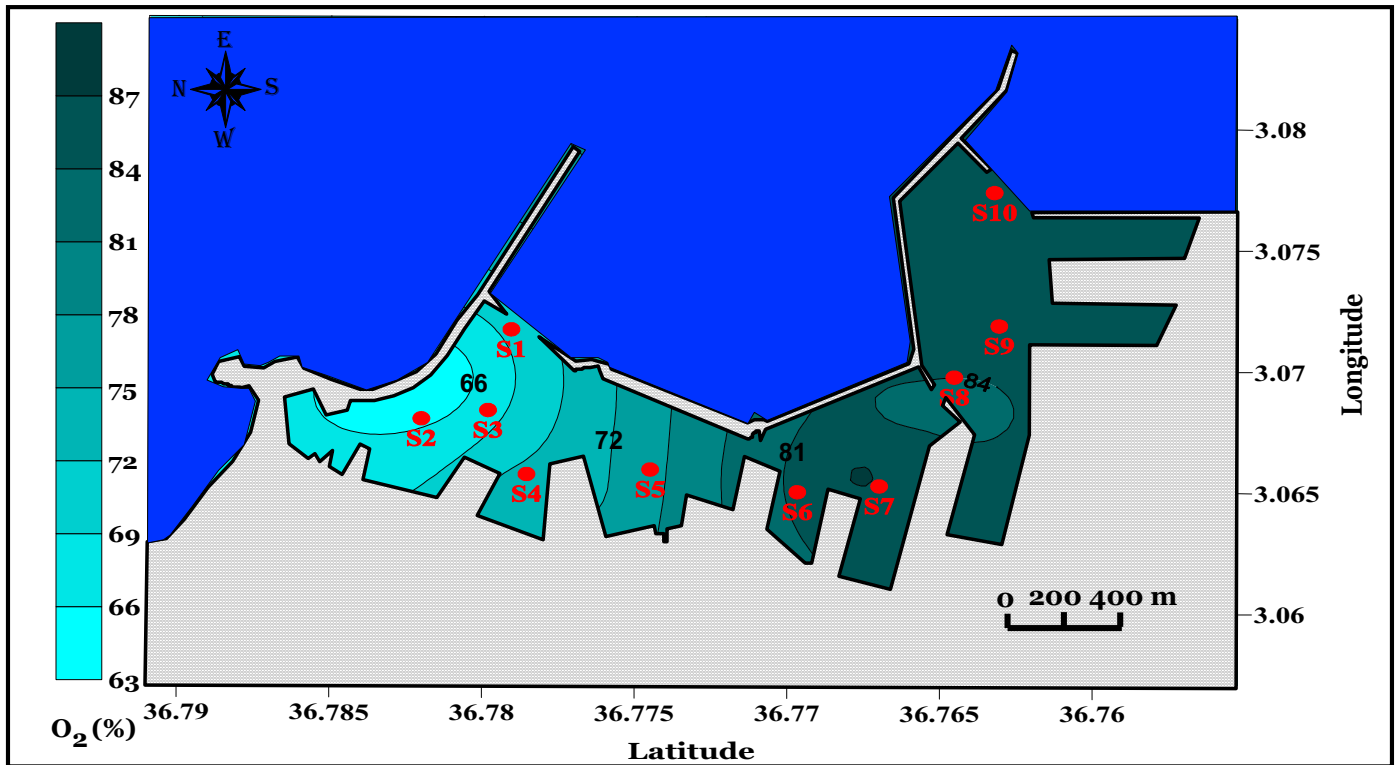 E
N S
W
87
84
81
78
75
72
69
66
63
O2 (%)
S1
S2
S3
S4
S5
S6
S7
S8
S9
S10
66
72
81
84
0 200 400 m
3.08
3.075
3.07
3.065
3.06
Longitude
36.79 36.785 36.78 36.775 36.77 36.765 36.76
Latitude